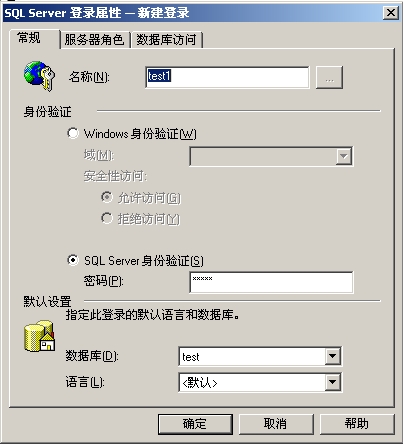 SQL Server 登录属性 — 新建登录
常规 服务器角色 数据库访问
名称(N): test1 ...
身份验证
Windows 身份验证(W)
域(M):
安全性访问:
允许访问(G)
拒绝访问(Y)
SQL Server 身份验证(S)
密码(P): *****
默认设置
指定此登录的默认语言和数据库。
数据库(D): test
语言(L): <默认>
确定 取消 帮助